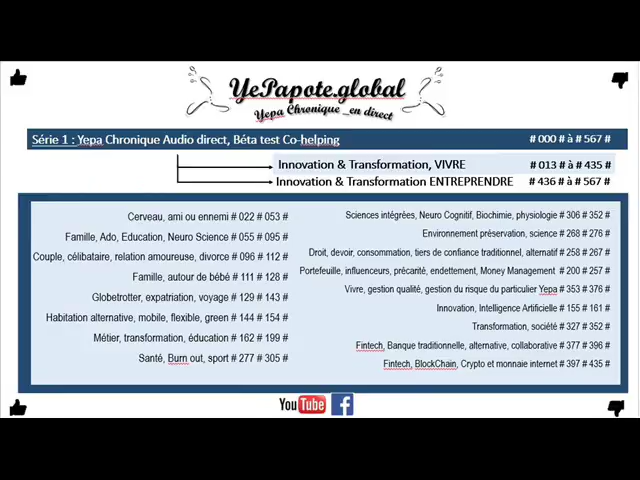 YePapote.global
Yepa Chronique _en direct
Série 1 : Yepa Chronique Audio direct, Béta test Co-helping # 000 # à # 567 #
Innovation & Transformation, VIVRE # 013 # à # 435 #
Innovation & Transformation ENTREPRENDRE # 436 # à # 567 #
Cerveau, ami ou ennemi # 022 # 053 #
Famille, Ado, Education, Neuro Science # 055 # 095 #
Couple, célibataire, relation amoureuse, divorce # 096 # 112 #
Famille, autour de bébé # 111 # 128 #
Globetrotter, expatriation, voyage # 129 # 143 #
Habitation alternative, mobile, flexible, green # 144 # 154 #
Métier, transformation, éducation # 162 # 199 #
Santé, Burn out, sport # 277 # 305 #
Sciences intégrées, Neuro Cognitif, Biochimie, physiologie # 306 # 352 #
Environnement préservation, science # 268 # 276 #
Droit, devoir, consommation, tiers de confiance traditionnel, alternatif # 258 # 267 #
Portefeuille, influenceurs, précarité, endettement, Money Management # 200 # 257 #
Vivre, gestion qualité, gestion du risque du particulier Yepa # 353 # 376 #
Innovation, Intelligence Artificielle # 155 # 161 #
Transformation, société # 327 # 352 #
Fintech, Banque traditionnelle, alternative, collaborative # 377 # 396 #
Fintech, BlockChain, Crypto et monnaie internet # 397 # 435 #
YouTube f